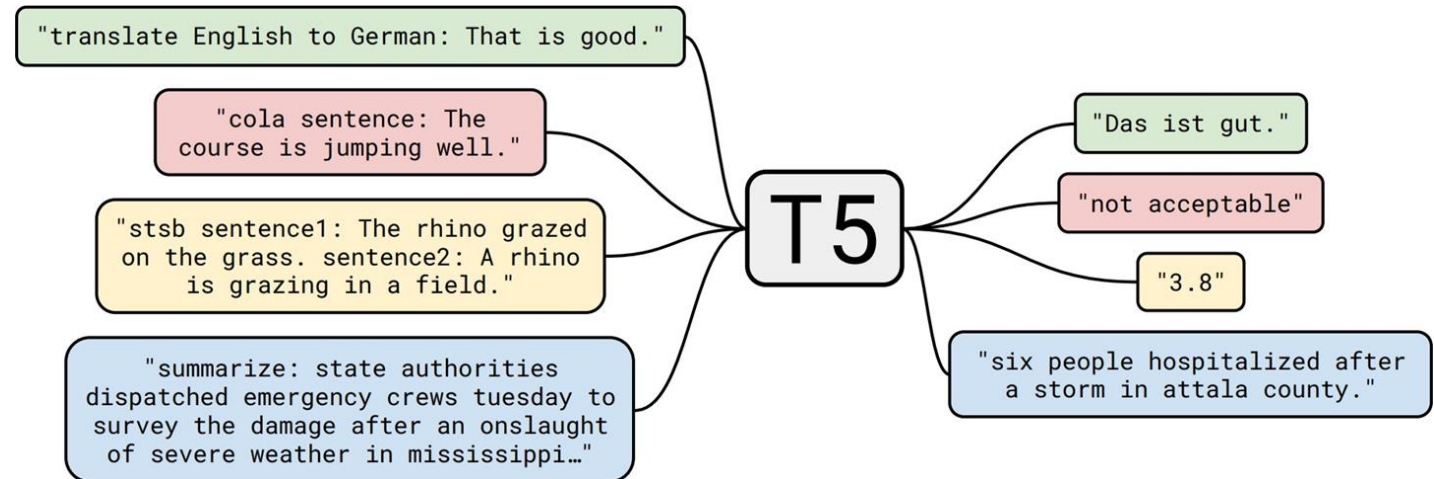 "translate English to German: That is good."
"cola sentence: The
course is jumping well."
"stsb sentence1: The rhino grazed
on the grass. sentence2: A rhino
is grazing in a field."
"summarize: state authorities
dispatched emergency crews tuesday to
survey the damage after an onslaught
of severe weather in mississippi…"
T5
"Das ist gut."
"not acceptable"
"3.8"
"six people hospitalized after
a storm in attala county."